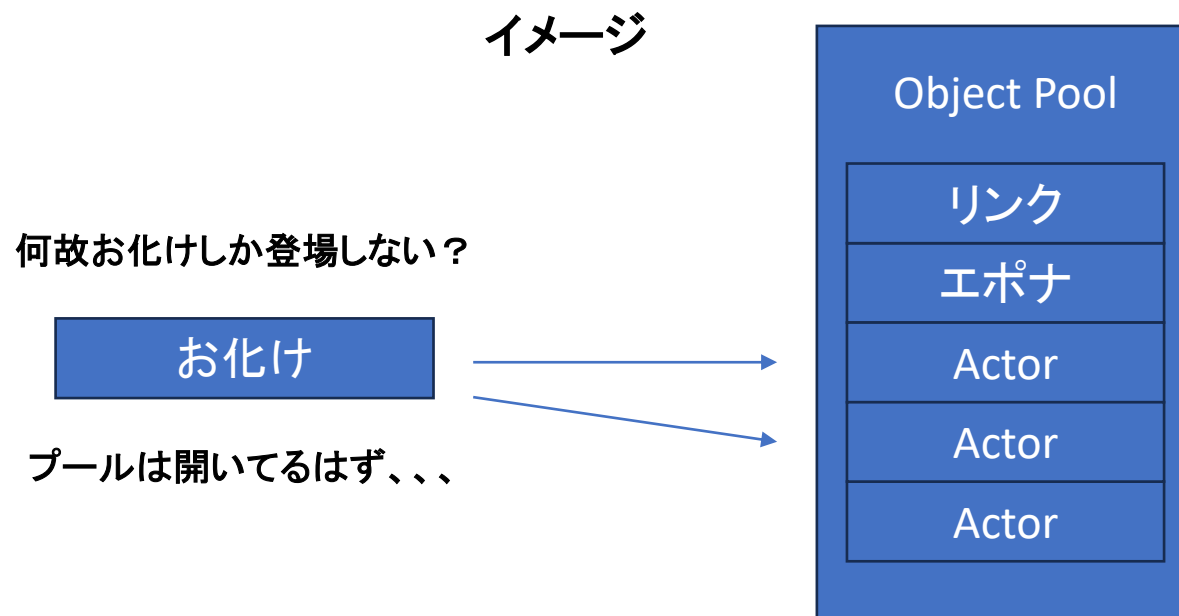 イメージ
何故お化けしか登場しない？
お化け
プールは開いてるはず、、、
Object Pool
リンク
エポナ
Actor
Actor
Actor